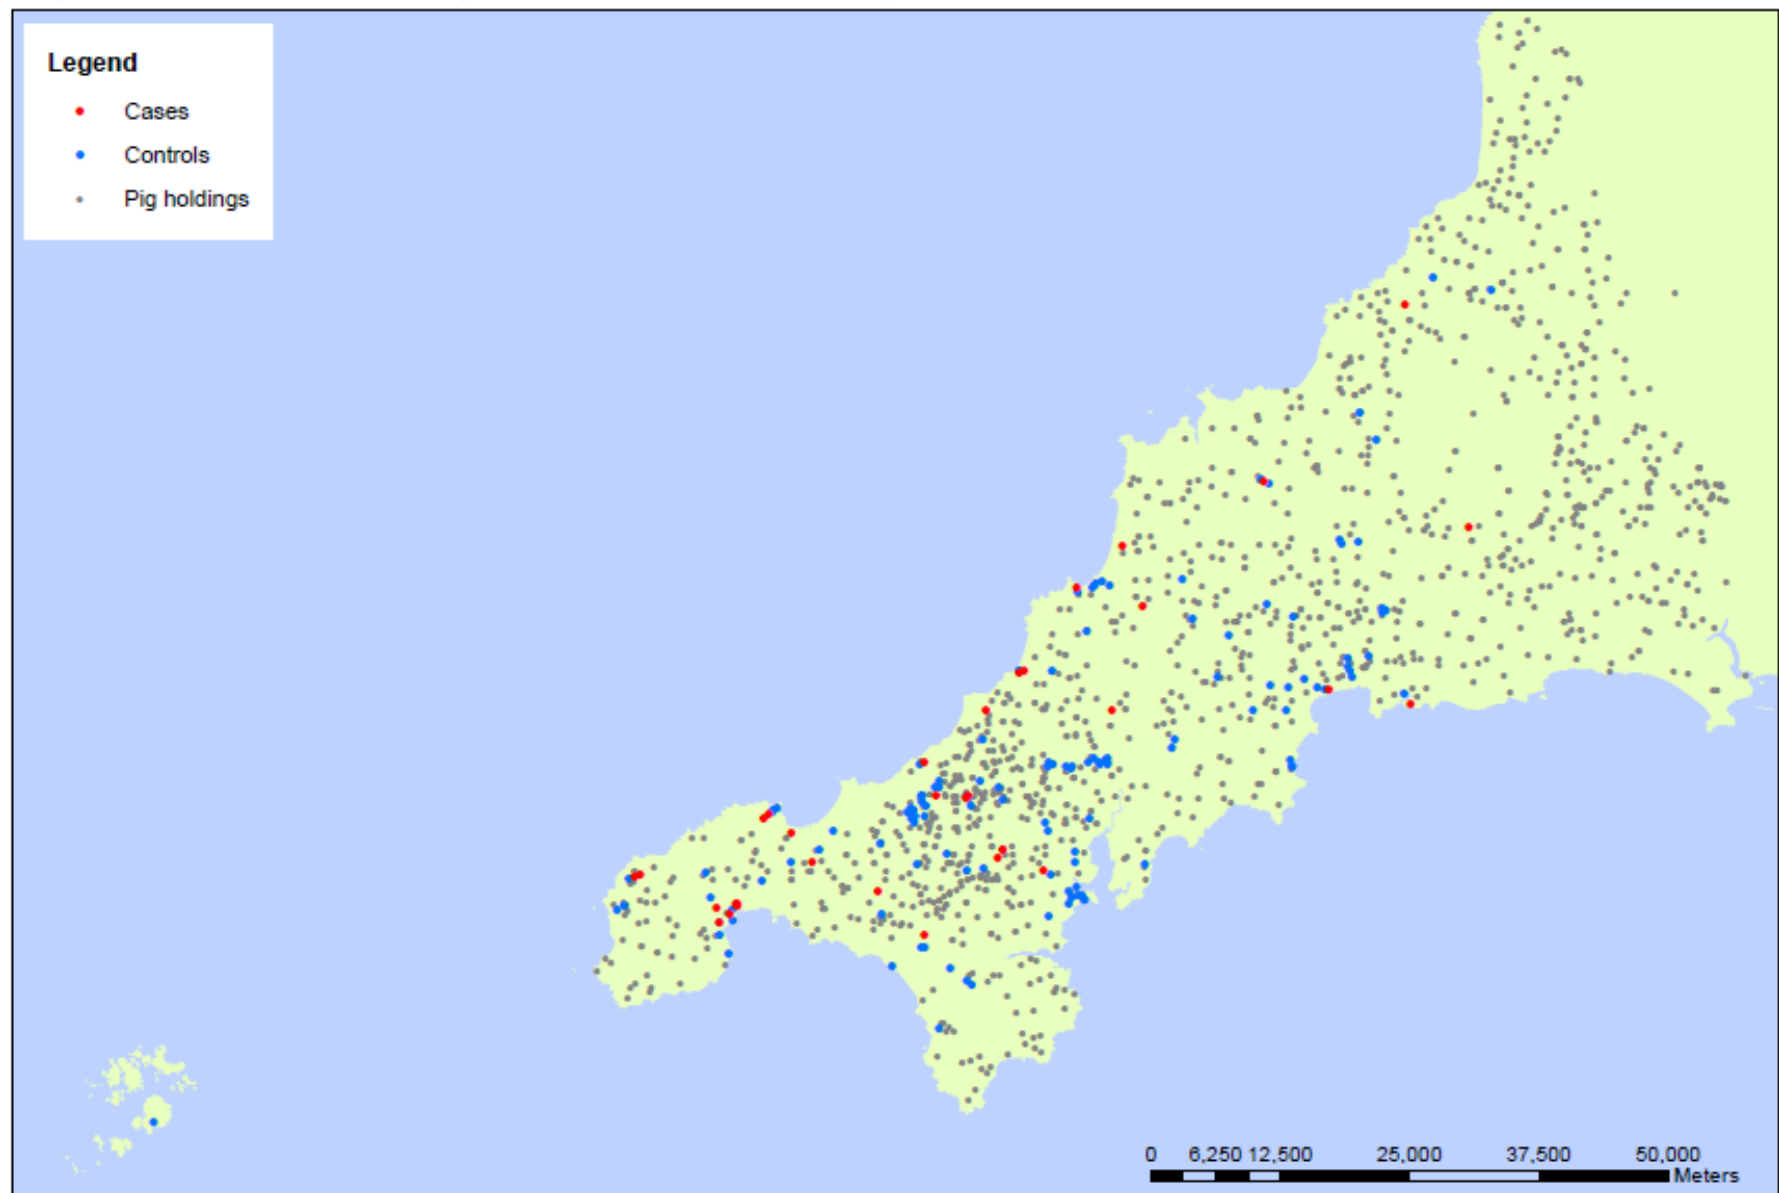 Legend
Cases
Controls
Pig holdings
0 6,250 12,500 25,000 37,500 50,000
Meters